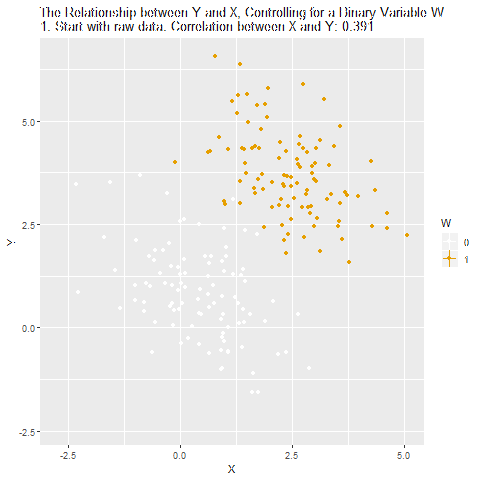 The Relationship between Y and X, Controlling for a Binary Variable W
1. Start with raw data. Correlation between X and Y: 0.391
5.0
2.5
0.0
-2.5
Y
-2.5 0.0 2.5 5.0
X
W
0
1